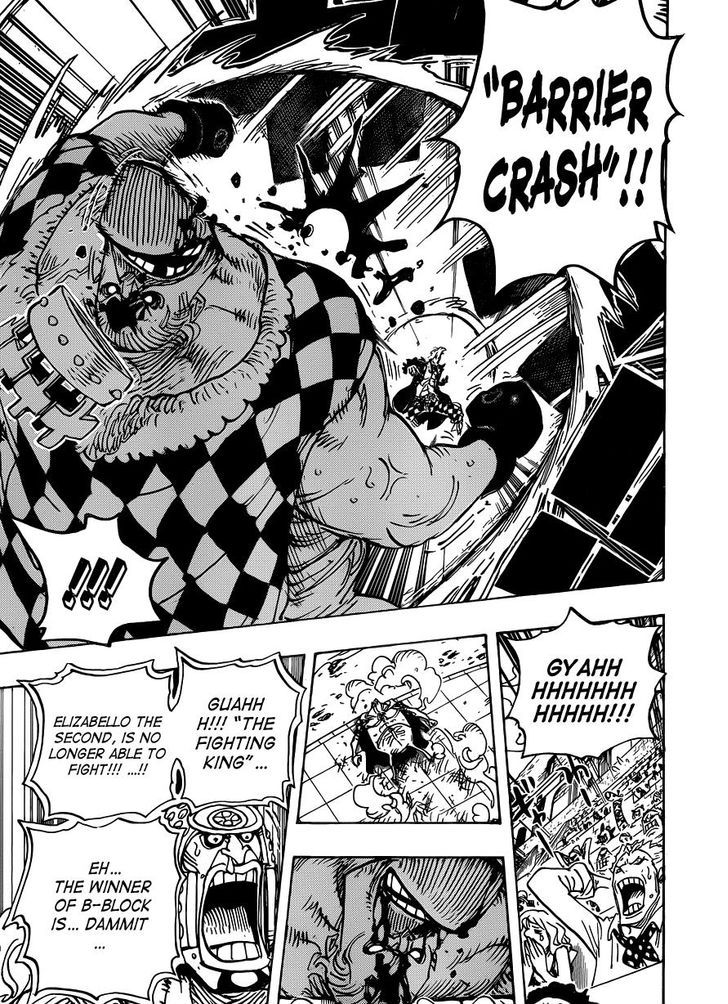 "BARRIER
CRASH"!!
!!!!
GYAHH
HHHHHHH
HHHHH!!!
GUAHH
H!!! "THE
FIGHTING
KING"...
ELIZABELLO THE
SECOND, IS NO
LONGER ABLE TO
FIGHT!!! ...!!
EH...
THE WINNER
OF B-BLOCK
IS... DAMMIT
...